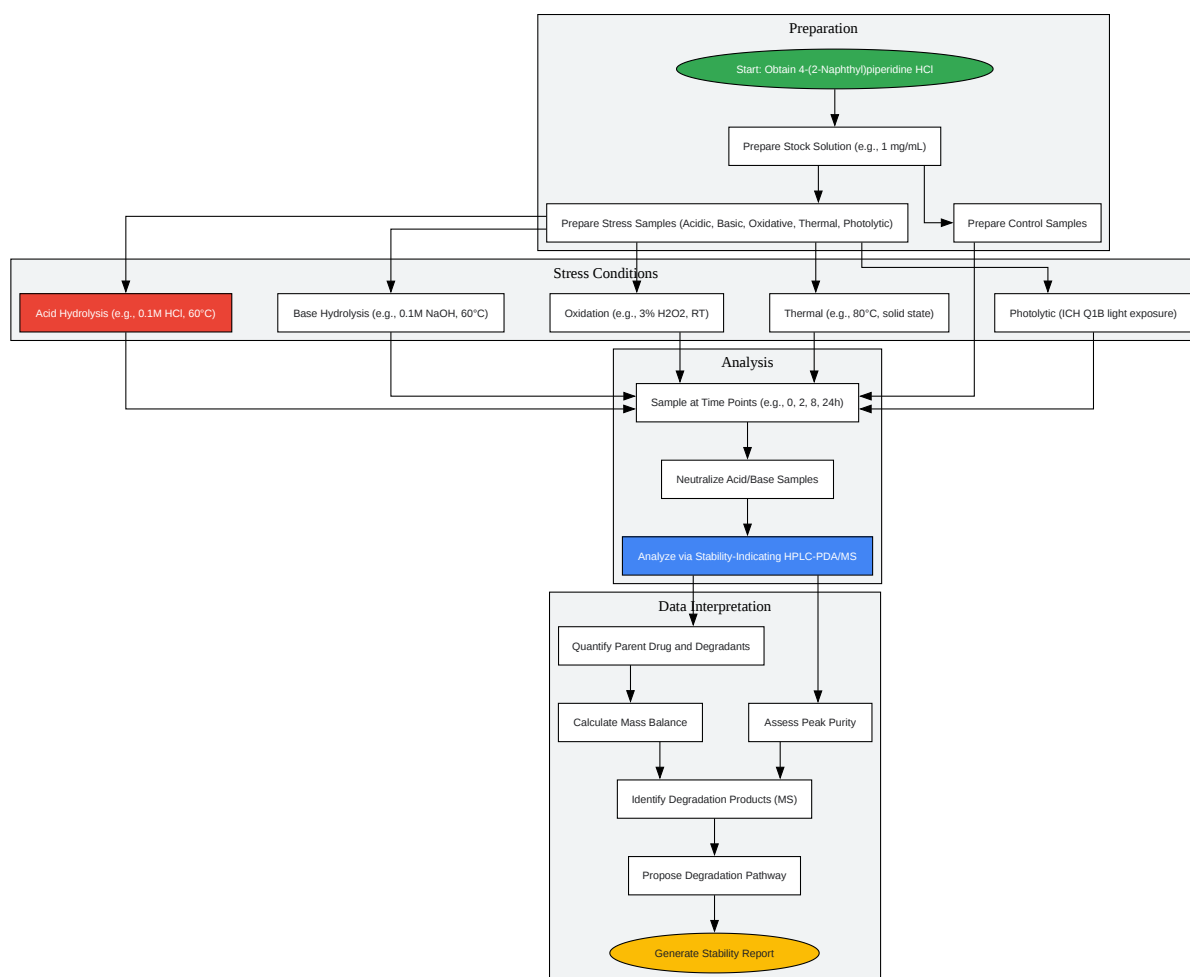 Preparation
Start: Obtain 4-(2-Naphthyl)piperidine HCl
Prepare Stock Solution (e.g., 1 mg/mL)
Prepare Stress Samples (Acidic, Basic, Oxidative, Thermal, Photolytic)
Prepare Control Samples
Stress Conditions
Acid Hydrolysis (e.g., 0.1M HCl, 60°C)
Base Hydrolysis (e.g., 0.1M NaOH, 60°C)
Oxidation (e.g., 3% H2O2, RT)
Thermal (e.g., 80°C, solid state)
Photolytic (ICH Q1B light exposure)
Analysis
Sample at Time Points (e.g., 0, 2, 8, 24h)
Neutralize Acid/Base Samples
Analyze via Stability-Indicating HPLC-PDA/MS
Data Interpretation
Quantify Parent Drug and Degradants
Calculate Mass Balance
Assess Peak Purity
Identify Degradation Products (MS)
Propose Degradation Pathway
Generate Stability Report